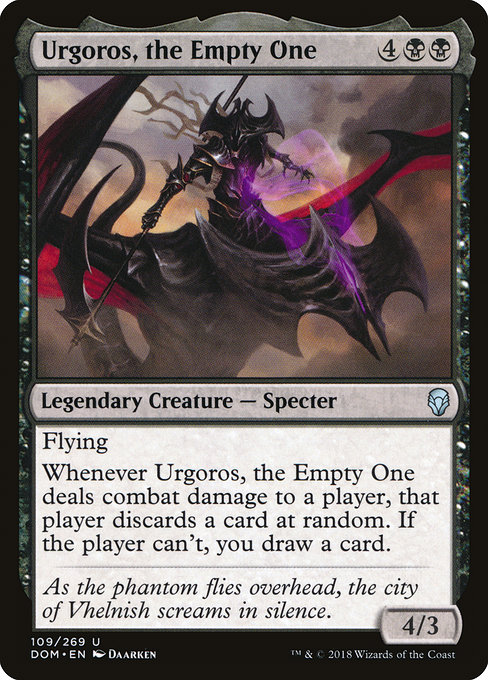 Urgoros, the Empty One 4
Legendary Creature — Specter
Flying
Whenever Urgoros, the Empty One
deals combat damage to a player, that
player discards a card at random. If
the player can't, you draw a card.
As the phantom flies overhead, the city
of Vhelnish screams in silence.
4/3
109/269 U
DOM • EN Daarken
™ & © 2018 Wizards of the Coast